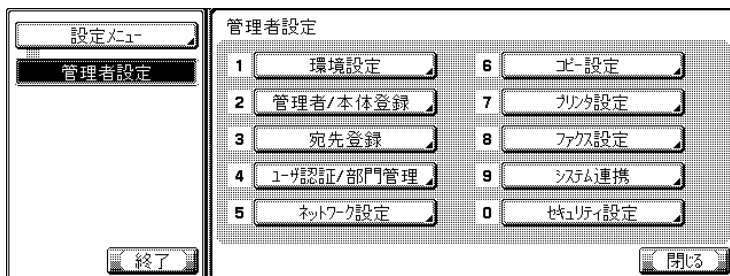 設定ﾒﾆｭｰ
管理者設定
終了
管理者設定
1 環境設定
2 管理者/本体登録
3 宛先登録
4 ﾕｰｻﾞ認証/部門管理
5 ﾈｯﾄﾜｰｸ設定
6 ｺﾋﾟｰ設定
7 ﾌﾟﾘﾝﾀ設定
8 ﾌｧｸｽ設定
9 ｼｽﾃﾑ連携
0 ｾｷｭﾘﾃｨ設定
閉じる